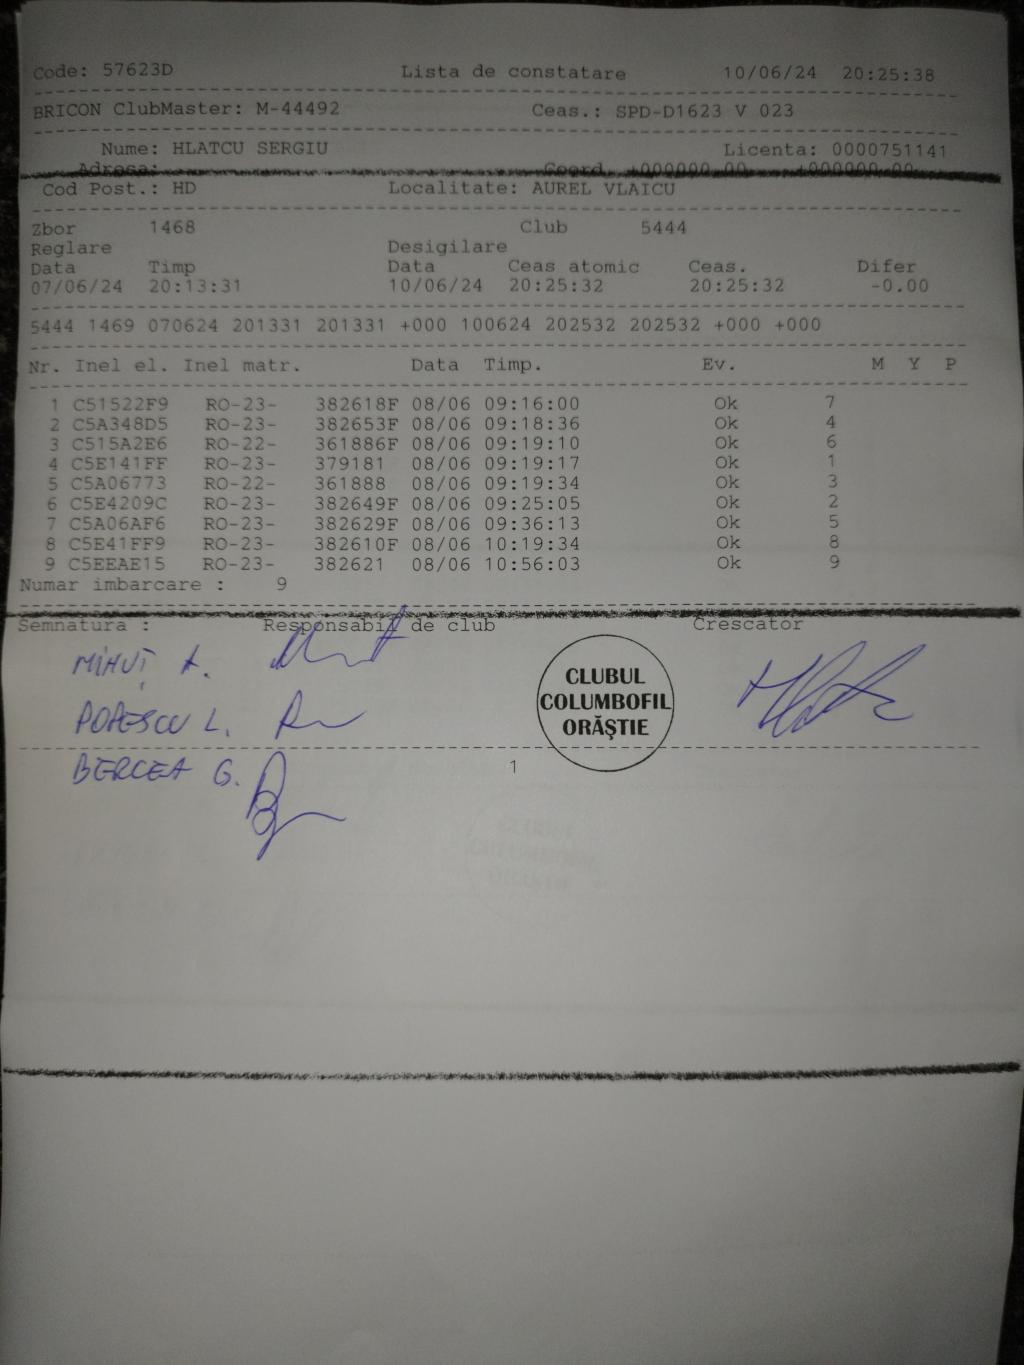 Code: 57623D Lista de constatare 10/06/24 20:25:38
BRICON ClubMaster: M-44492 Ceas.: SPD-D1623 V 023
Nume: HLATCU SERGIU Licenta: 0000751141
Adresa: Coord. +000000.00 +000000.00
Cod Post.: HD Localitate: AUREL VLAICU
Zbor 1468 Club 5444
Reglare Desigilare
Data Timp Data Ceas atomic Ceas. Difer
07/06/24 20:13:31 10/06/24 20:25:32 20:25:32 -0.00
5444 1469 070624 201331 201331 +000 100624 202532 202532 +000 +000
Nr. Inel el. Inel matr. Data Timp. Ev. M Y P
1 C51522F9 RO-23- 382618F 08/06 09:16:00 Ok 7
2 C5A348D5 RO-23- 382653F 08/06 09:18:36 Ok 4
3 C515A2E6 RO-22- 361886F 08/06 09:19:10 Ok 6
4 C5E141FF RO-23- 379181 08/06 09:19:17 Ok 1
5 C5A06773 RO-22- 361888 08/06 09:19:34 Ok 3
6 C5E4209C RO-23- 382649F 08/06 09:25:05 Ok 2
7 C5A06AF6 RO-23- 382629F 08/06 09:36:13 Ok 5
8 C5E41FF9 RO-23- 382610F 08/06 10:19:34 Ok 8
9 C5EEAE15 RO-23- 382621 08/06 10:56:03 Ok 9
Numar imbarcare : 9
Semnatura : Responsabil de club Crescator
MIHUȚ A.
POPESCU L.
BERCEA G.
CLUBUL
COLUMBOFIL
ORĂŞTIE
1